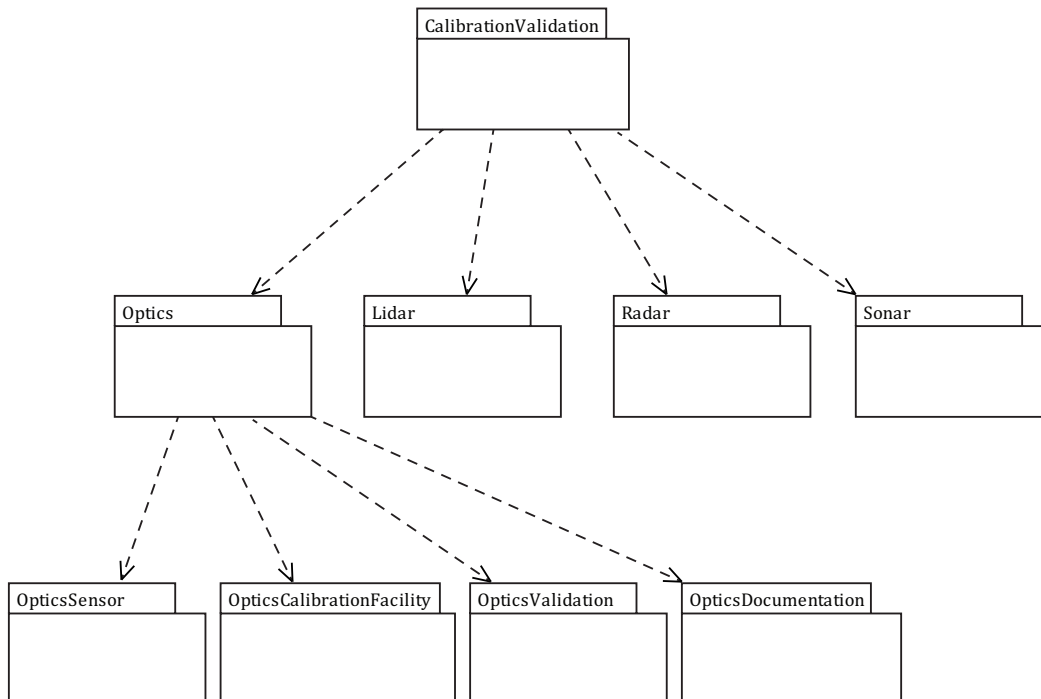 CalibrationValidation
Optics
Lidar
Radar
Sonar
OpticsSensor
OpticsCalibrationFacility
OpticsValidation
OpticsDocumentation